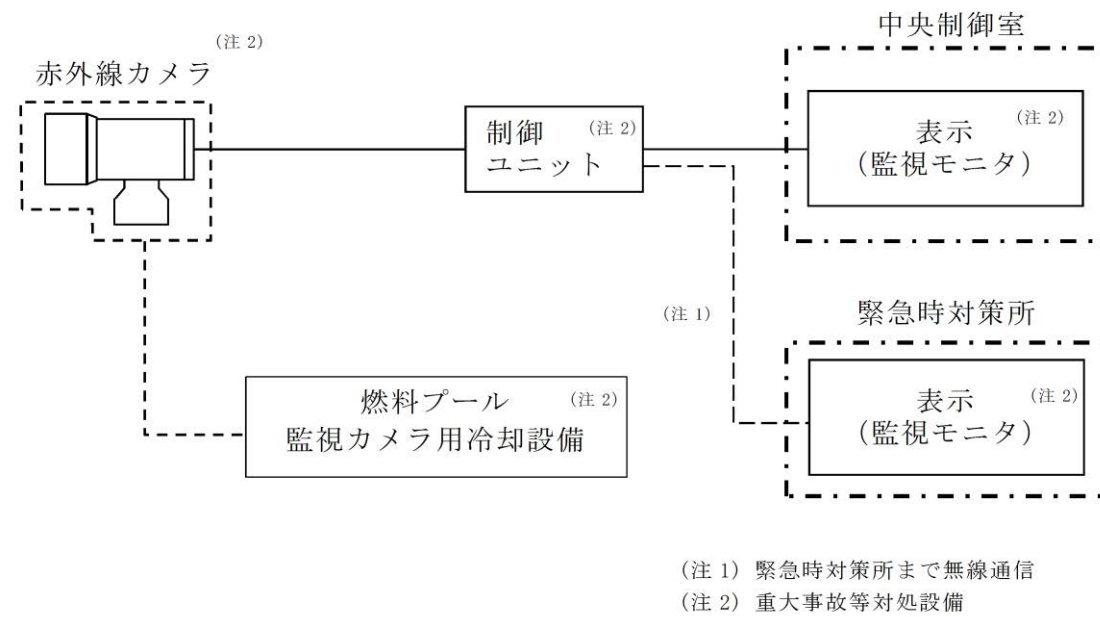 中央制御室
(注 2)
赤外線カメラ
制御 (注 2)
ユニット
表示 (注 2)
(監視モニタ)
(注 1)
緊急時対策所
燃料プール (注 2)
監視カメラ用冷却設備
表示 (注 2)
(監視モニタ)
(注 1) 緊急時対策所まで無線通信
(注 2) 重大事故等対処設備